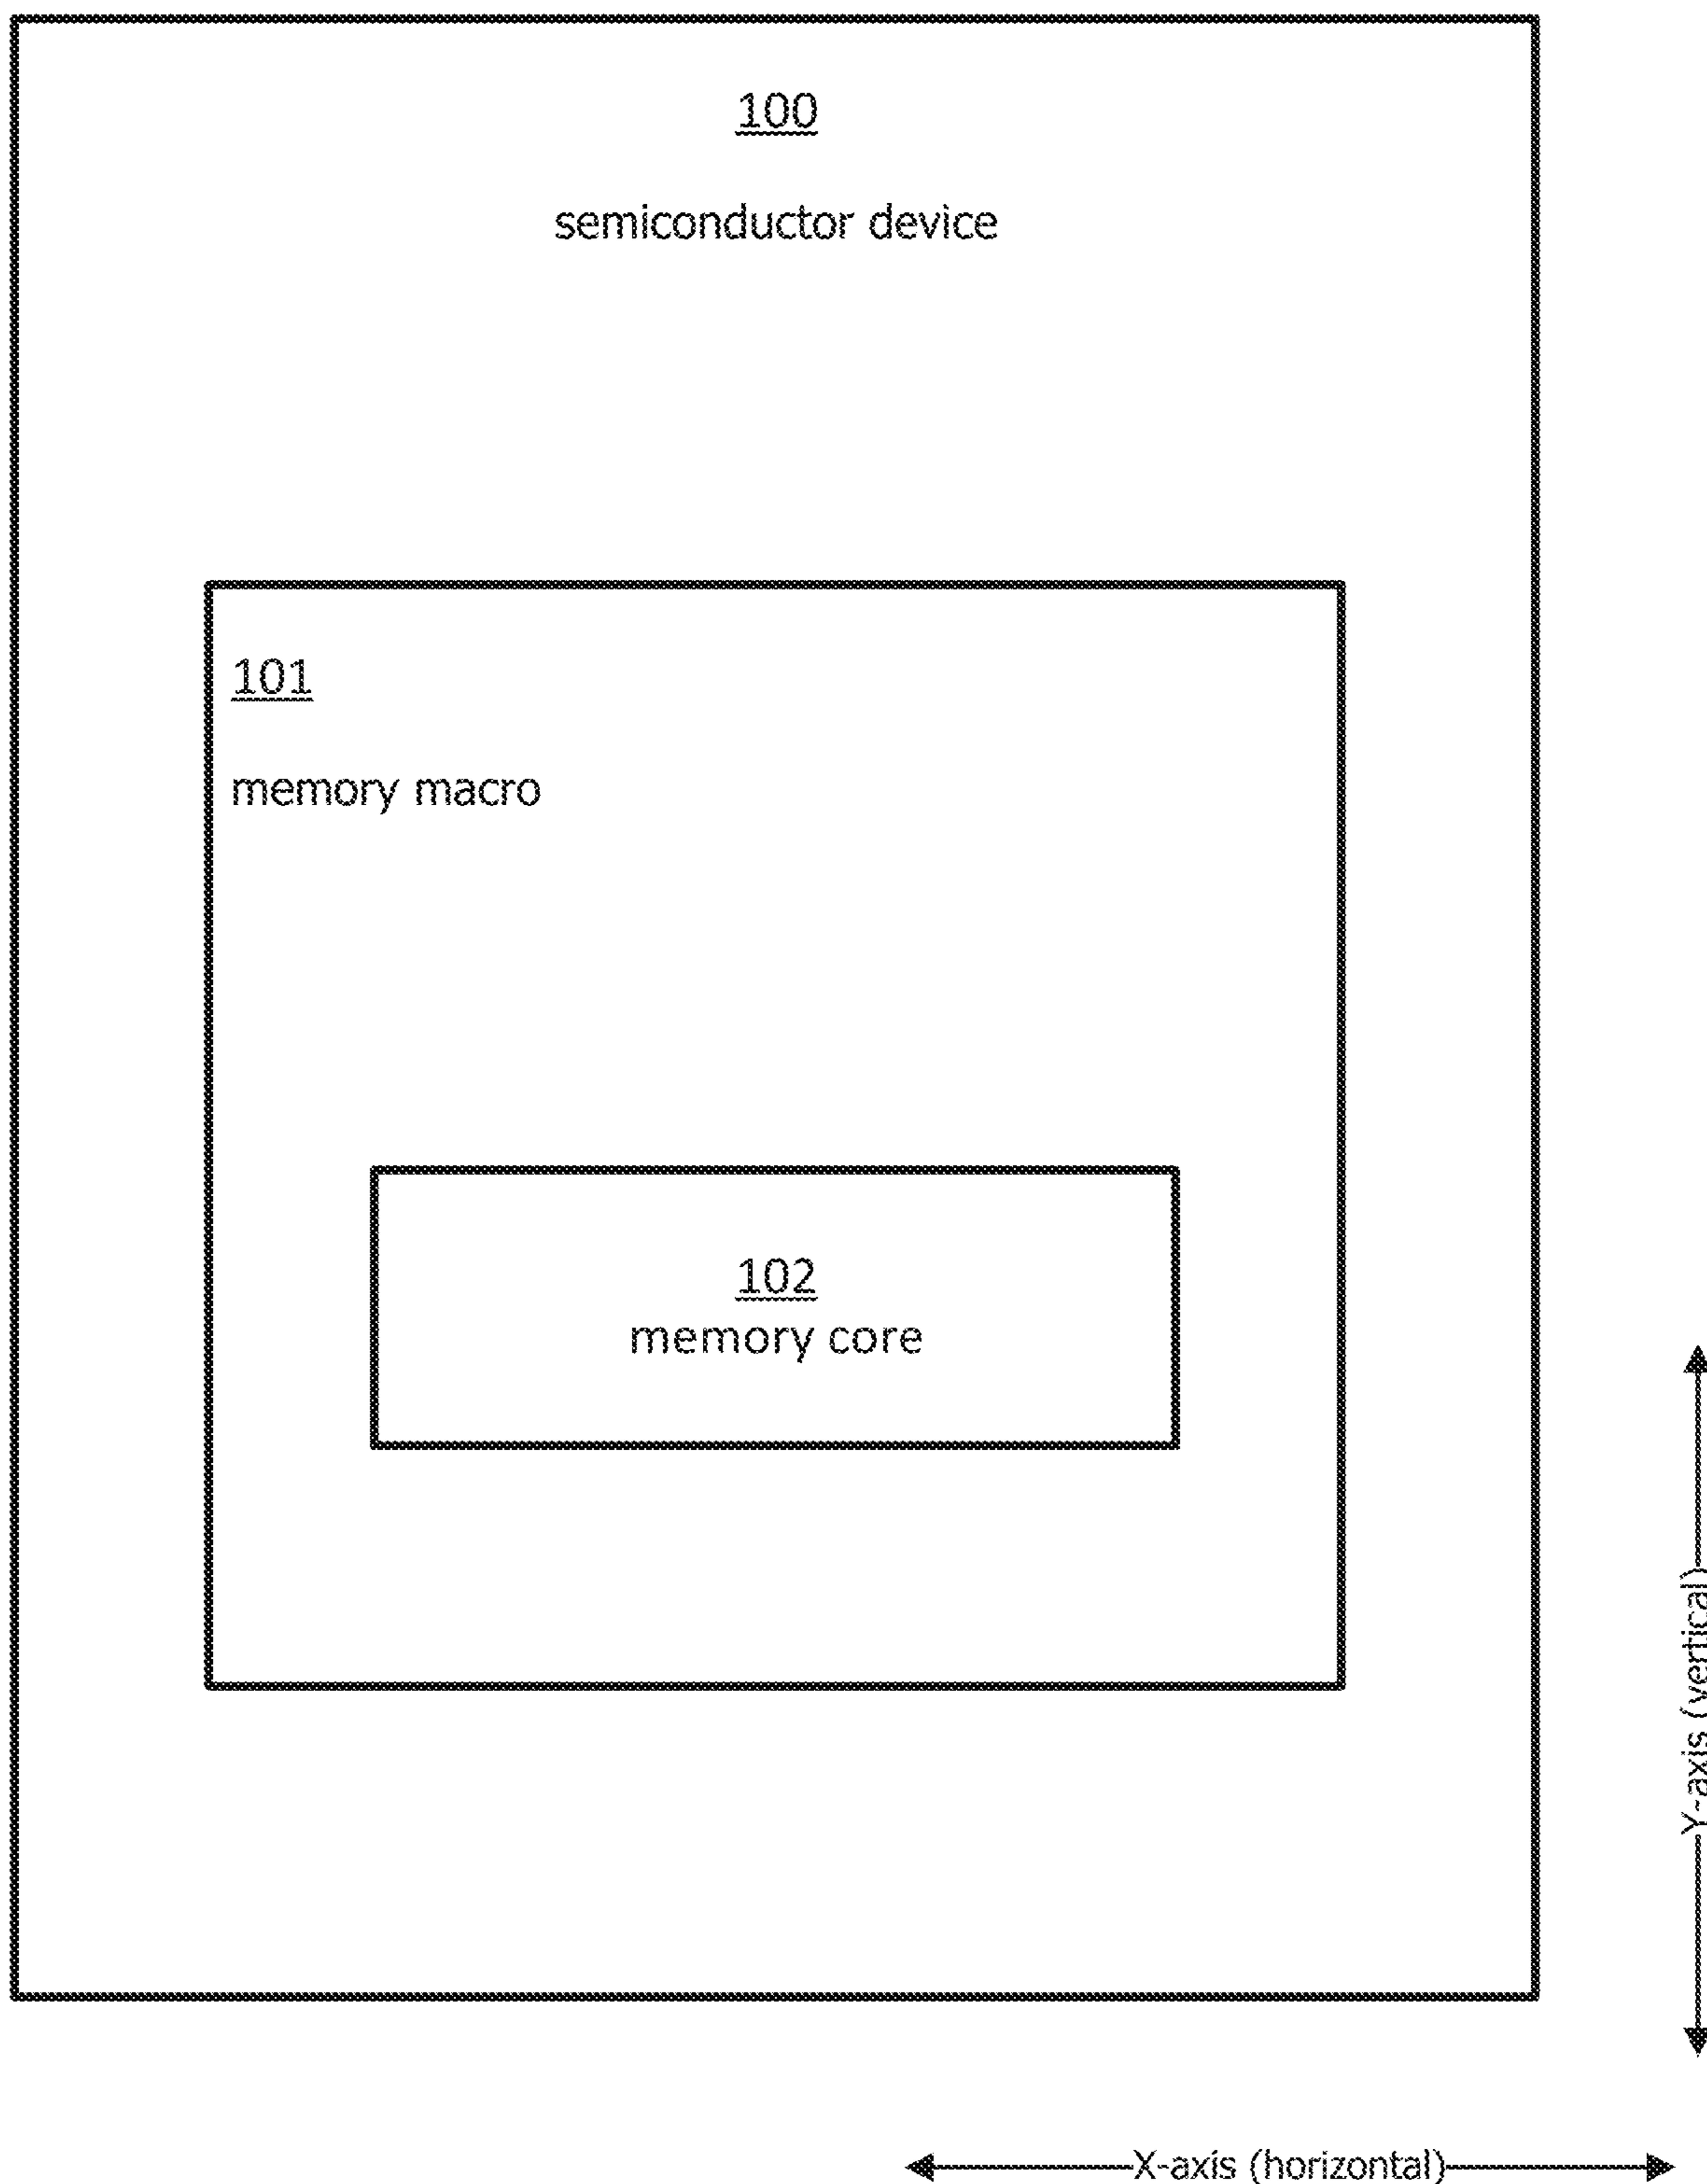 100
semiconductor device
101
memory macro
102
memory core
Y-axis (vertical)
X-axis (horizontal)